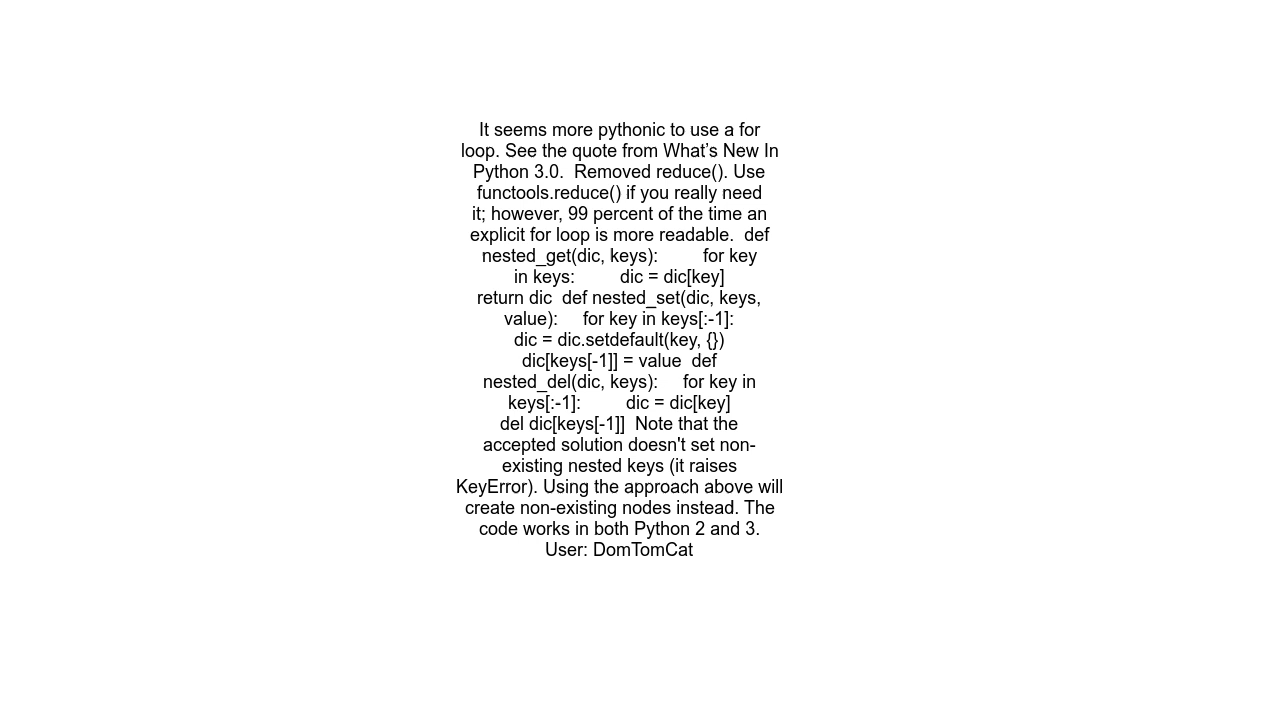 It seems more pythonic to use a for
loop. See the quote from What’s New In
Python 3.0.  Removed reduce(). Use
functools.reduce() if you really need
it; however, 99 percent of the time an
explicit for loop is more readable.  def
nested_get(dic, keys):         for key
in keys:         dic = dic[key]
return dic  def nested_set(dic, keys,
value):     for key in keys[:-1]:
dic = dic.setdefault(key, {})
dic[keys[-1]] = value  def
nested_del(dic, keys):     for key in
keys[:-1]:         dic = dic[key]
del dic[keys[-1]]  Note that the
accepted solution doesn't set non-
existing nested keys (it raises
KeyError). Using the approach above will
create non-existing nodes instead. The
code works in both Python 2 and 3.
User: DomTomCat